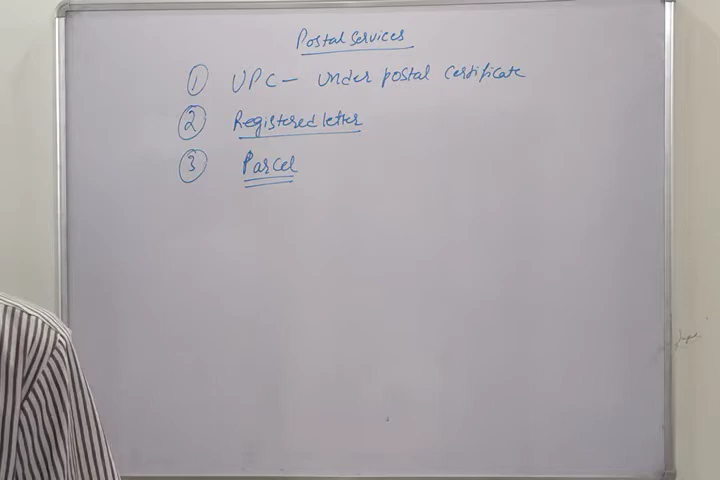 Postal Services
① UPC - Under postal certificate
② Registered letter
③ Parcel